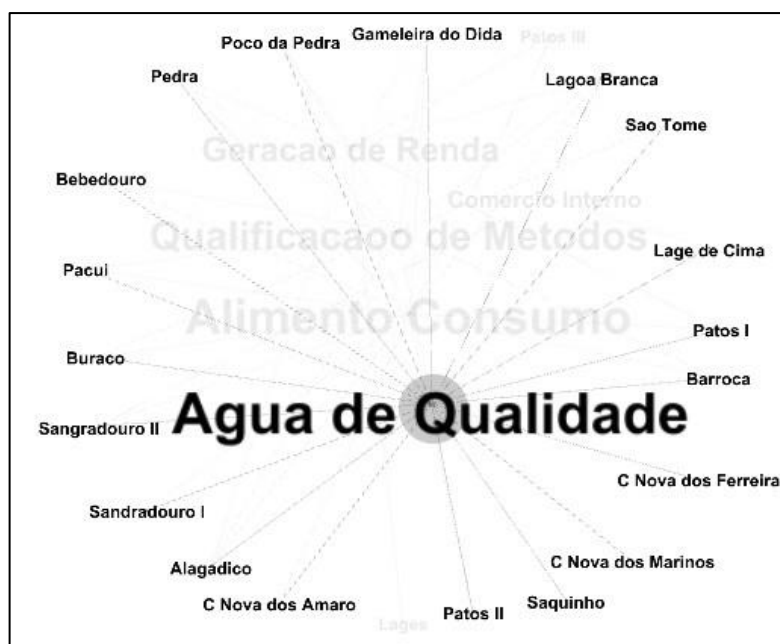 Gameleira do Dida
Patos III
Poco da Pedra
Pedra
Lagoa Branca
Sao Tome
Geracao de Renda
Bebedouro
Comercio Interno
Qualificacaoo de Metodos
Lage de Cima
Pacui
Alimento Consumo
Patos I
Buraco
Barroca
Agua de Qualidade
Sangradouro II
C Nova dos Ferreira
Sandradouro I
C Nova dos Marinos
Alagadico
C Nova dos Amaro
Saquinho
Patos II
Lages